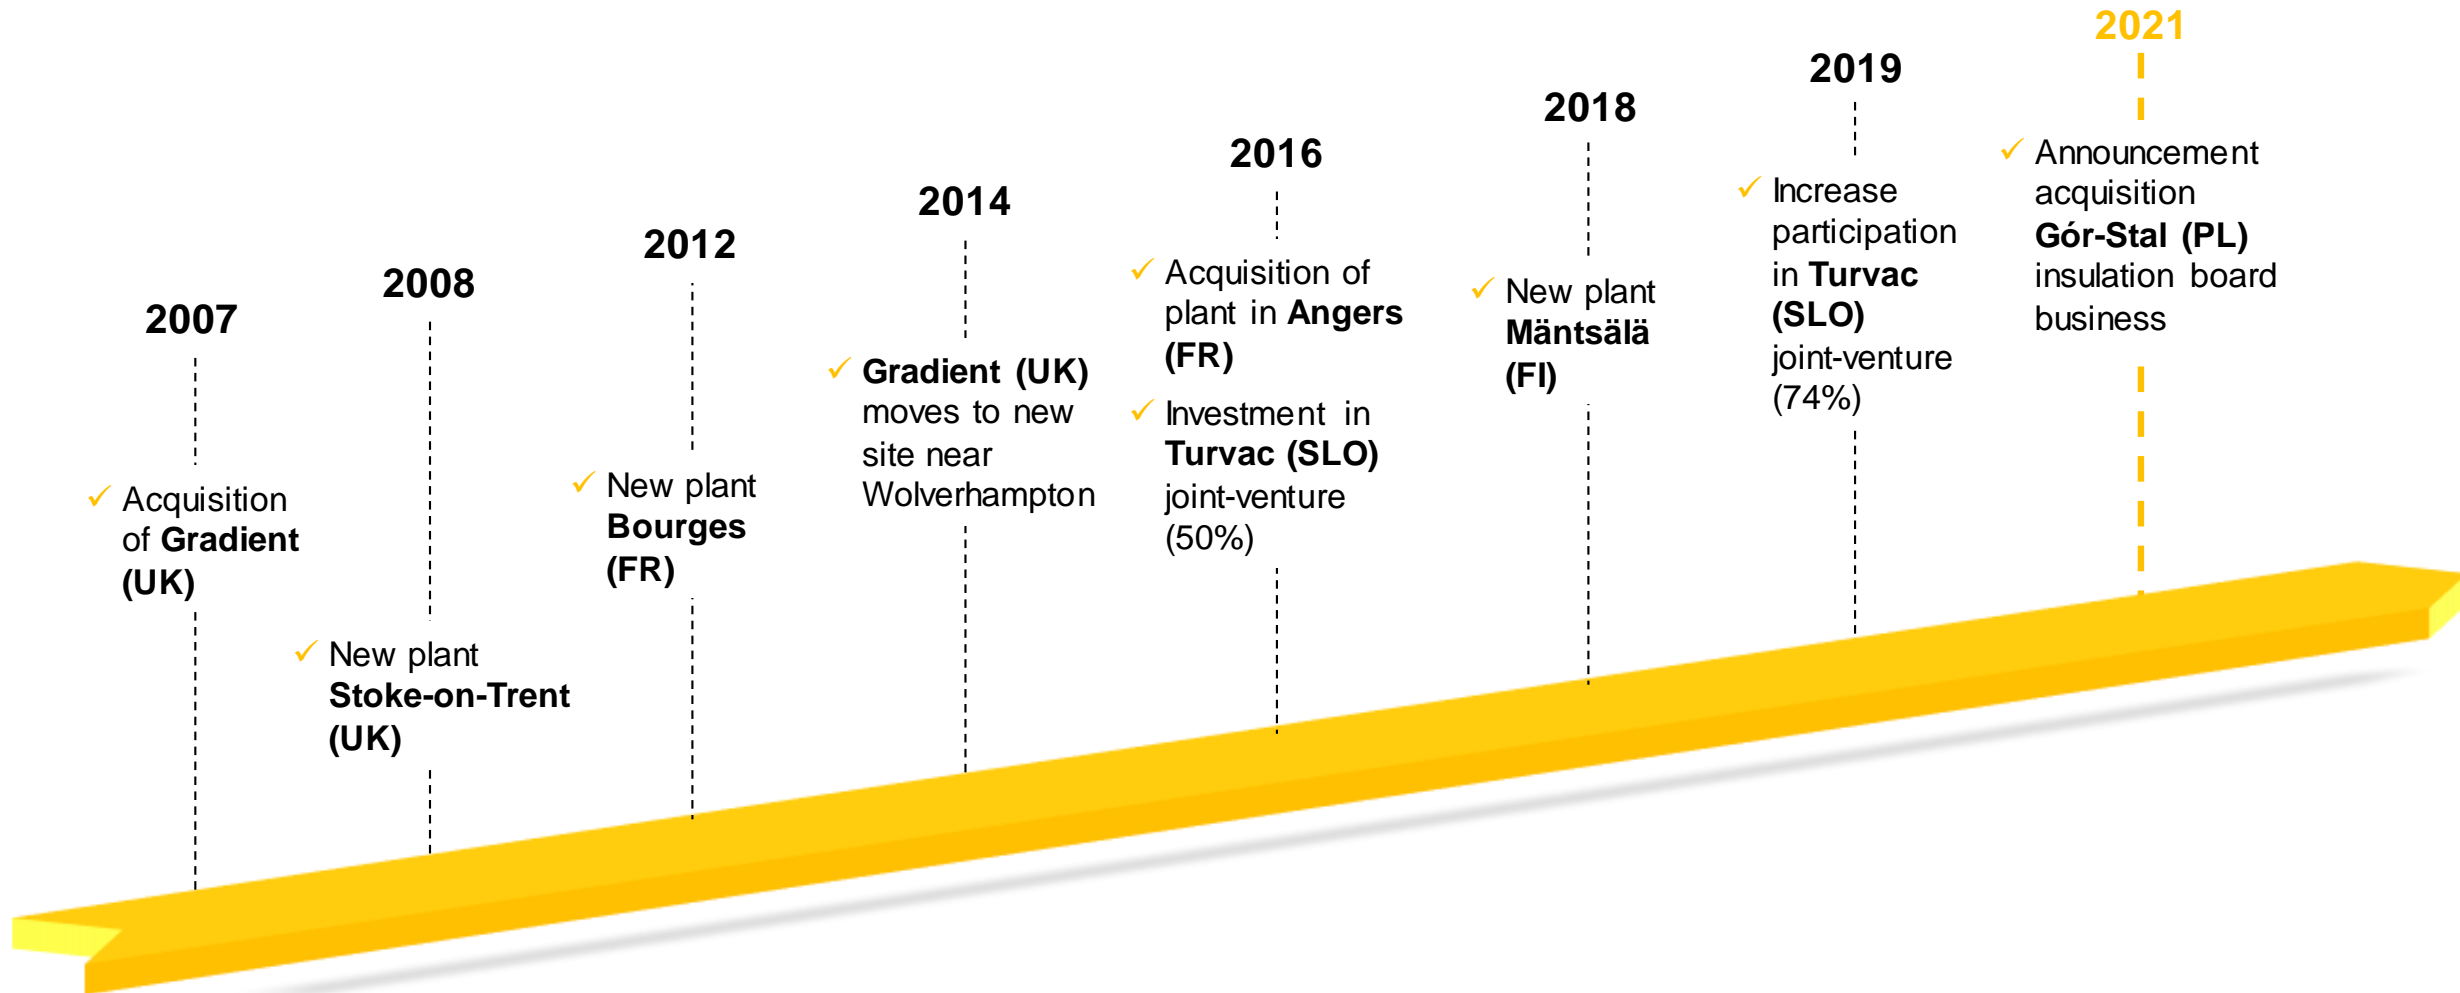 2007
Acquisition
of Gradient
(UK)
2008
New plant
Stoke-on-Trent
(UK)
2012
New plant
Bourges
(FR)
2014
Gradient (UK)
moves to new
site near
Wolverhampton
2016
Acquisition of
plant in Angers
(FR)
Investment in
Turvac (SLO)
joint-venture
(50%)
2018
New plant
Mäntsälä
(FI)
2019
Increase
participation
in Turvac
(SLO)
joint-venture
(74%)
2021
Announcement
acquisition
Gór-Stal (PL)
insulation board
business